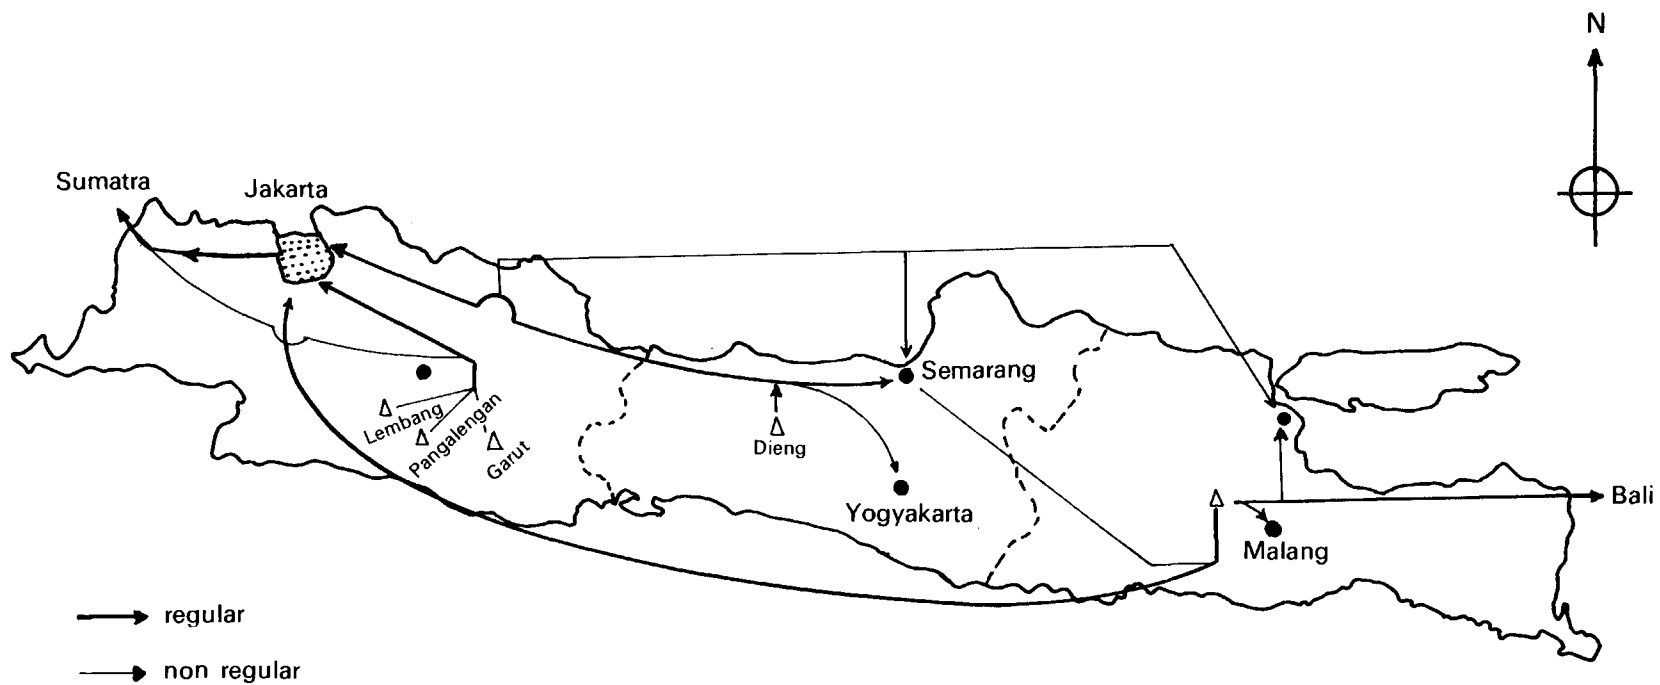 N
Sumatra
Jakarta
Semarang
Lembang
Pangalengan
Garut
Dieng
Yogyakarta
Bali
Malang
regular
non regular